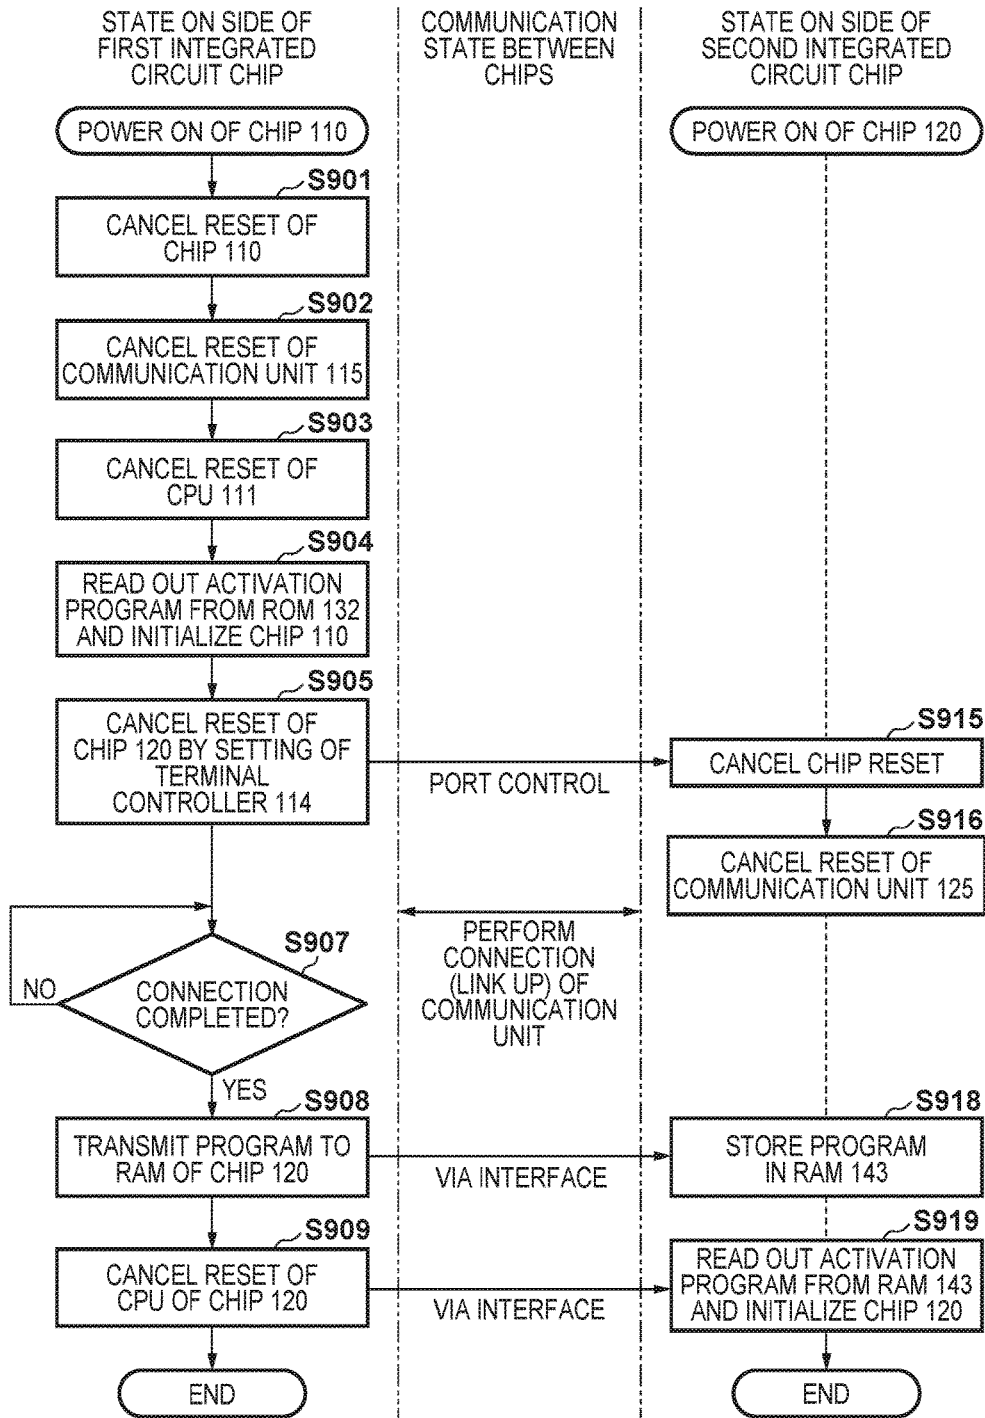 STATE ON SIDE OF
FIRST INTEGRATED
CIRCUIT CHIP
COMMUNICATION
STATE BETWEEN
CHIPS
STATE ON SIDE OF
SECOND INTEGRATED
CIRCUIT CHIP
POWER ON OF CHIP 110
POWER ON OF CHIP 120
S901
CANCEL RESET OF
CHIP 110
S902
CANCEL RESET OF
COMMUNICATION UNIT 115
S903
CANCEL RESET OF
CPU 111
S904
READ OUT ACTIVATION
PROGRAM FROM ROM 132
AND INITIALIZE CHIP 110
S905
CANCEL RESET OF
CHIP 120 BY SETTING OF
TERMINAL
CONTROLLER 114
PORT CONTROL
S915
CANCEL CHIP RESET
S916
CANCEL RESET OF
COMMUNICATION UNIT 125
PERFORM
CONNECTION
(LINK UP) OF
COMMUNICATION
UNIT
S907
CONNECTION
COMPLETED?
NO
YES
S908
TRANSMIT PROGRAM TO
RAM OF CHIP 120
VIA INTERFACE
S918
STORE PROGRAM
IN RAM 143
S909
CANCEL RESET OF
CPU OF CHIP 120
VIA INTERFACE
S919
READ OUT ACTIVATION
PROGRAM FROM RAM 143
AND INITIALIZE CHIP 120
END
END